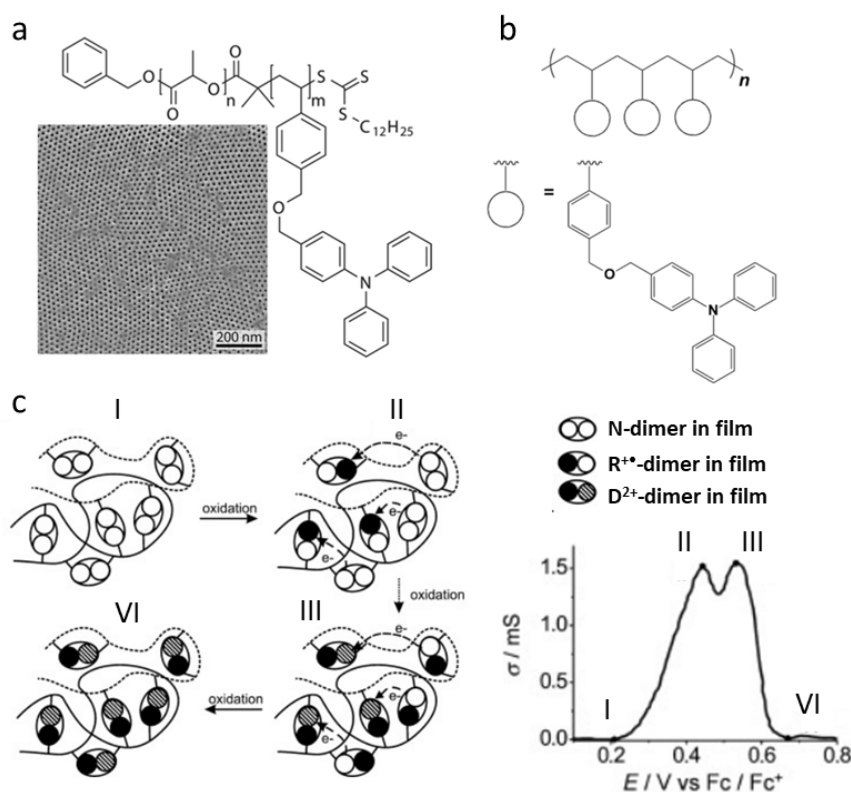 a
b
O
O
O
n
O
m
S
S
S
C12H25
O
N
200 nm
n
=
O
N
c
I
II
oxidation
e-
e-
e-
oxidation
VI
III
oxidation
e-
e-
e-
N-dimer in film
R+•-dimer in film
D2+-dimer in film
II
III
I
VI
1.5
1.0
0.5
0.0
σ / mS
0.4
0.6
0.8
E / V vs Fc / Fc+